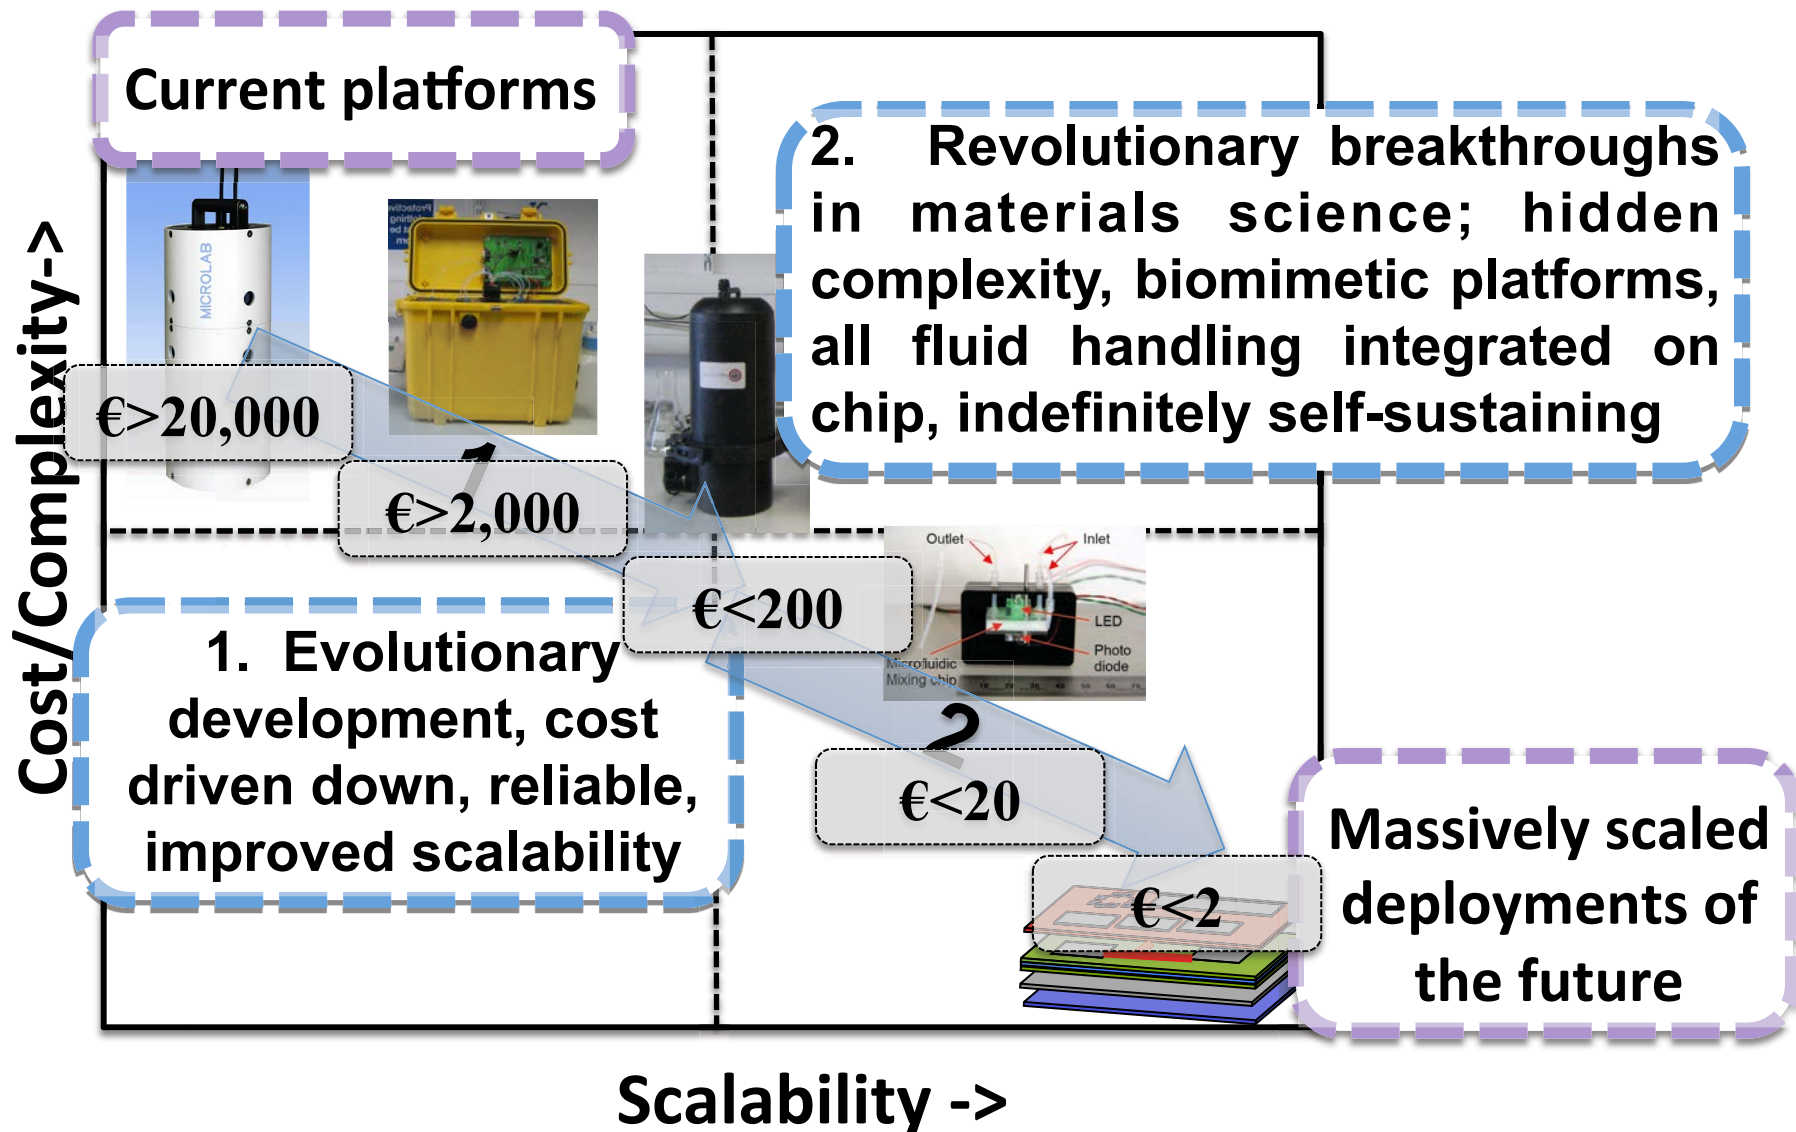 Current platforms
2. Revolutionary breakthroughs
in materials science; hidden
complexity, biomimetic platforms,
all fluid handling integrated on
chip, indefinitely self-sustaining
Cost/Complexity->
MICROLAB
€>20,000
1
€>2,000
€<200
Outlet
Inlet
LED
Photo
diode
Microfluidic
Mixing chip
1. Evolutionary
development, cost
driven down, reliable,
improved scalability
2
€<20
€<2
Massively scaled
deployments of
the future
Scalability ->